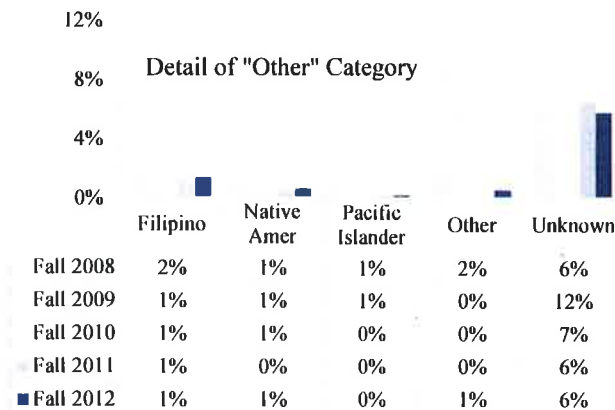 12%
Detail of "Other" Category
8%
4%
0%
Filipino Native Amer Pacific Islander Other Unknown
Fall 2008 2% 1% 1% 2% 6%
Fall 2009 1% 1% 1% 0% 12%
Fall 2010 1% 1% 0% 0% 7%
Fall 2011 1% 0% 0% 0% 6%
Fall 2012 1% 1% 0% 1% 6%